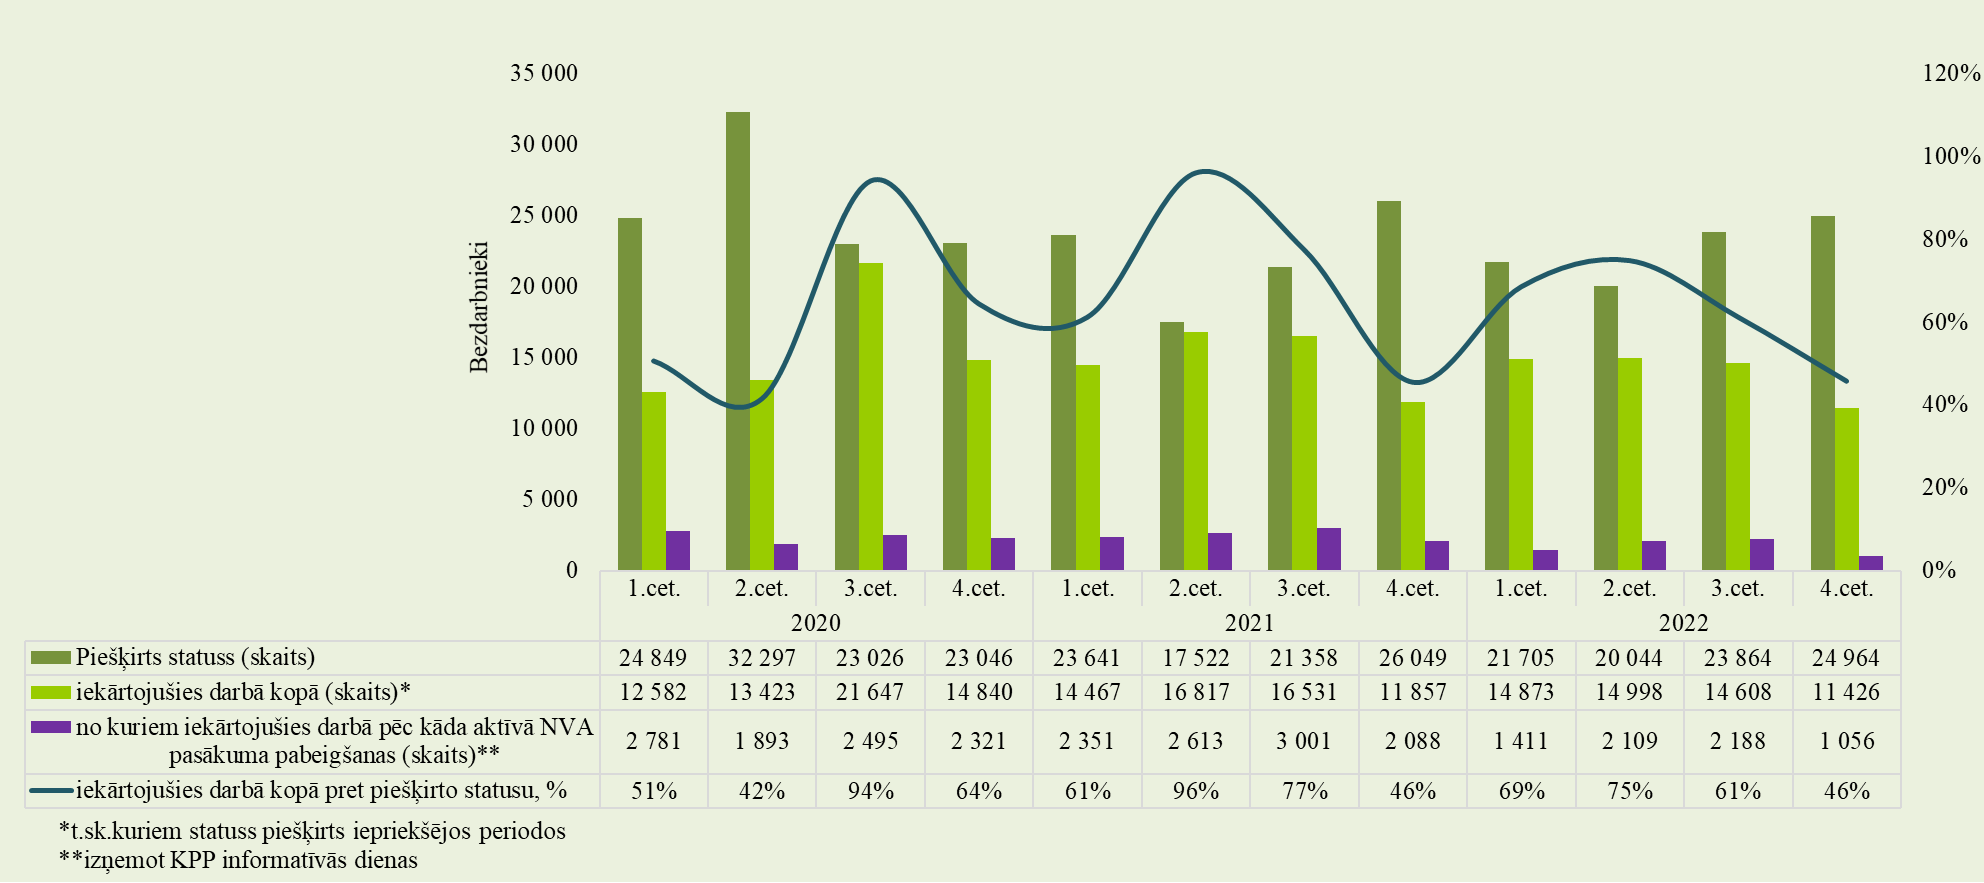 35 000
30 000
25 000
20 000
15 000
10 000
5 000
0
Bezdarbnieki
120%
100%
80%
60%
40%
20%
0%
1.cet. 2.cet. 3.cet. 4.cet. 1.cet. 2.cet. 3.cet. 4.cet. 1.cet. 2.cet. 3.cet. 4.cet.
2020 2021 2022
Piešķirts statuss (skaits) 24 849 32 297 23 026 23 046 23 641 17 522 21 358 26 049 21 705 20 044 23 864 24 964
iekārtojušies darbā kopā (skaits)* 12 582 13 423 21 647 14 840 14 467 16 817 16 531 11 857 14 873 14 998 14 608 11 426
no kuriem iekārtojušies darbā pēc kāda aktīvā NVA
pasākuma pabeigšanas (skaits)** 2 781 1 893 2 495 2 321 2 351 2 613 3 001 2 088 1 411 2 109 2 188 1 056
iekārtojušies darbā kopā pret piešķirto statusu, % 51% 42% 94% 64% 61% 96% 77% 46% 69% 75% 61% 46%
*t.sk.kuriem statuss piešķirts iepriekšējos periodos
**izņemot KPP informatīvās dienas